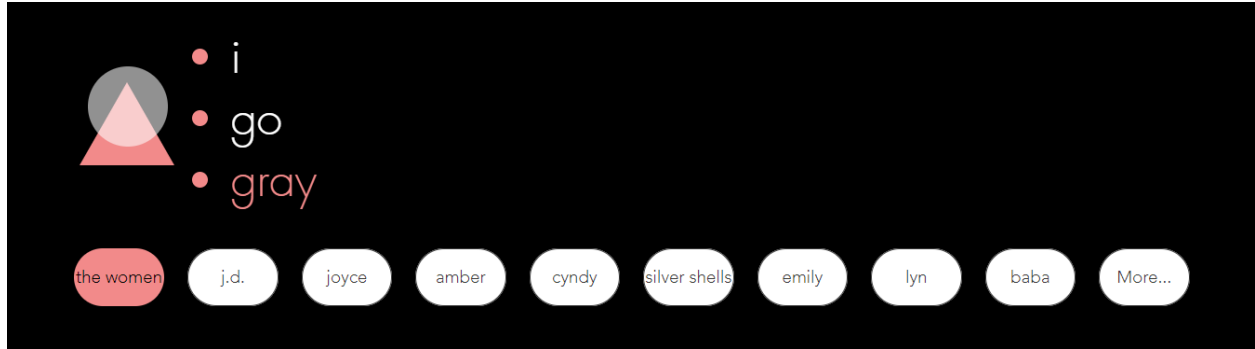 i
go
gray
the women j.d. joyce amber cyndy silver shells emily lyn baba More...